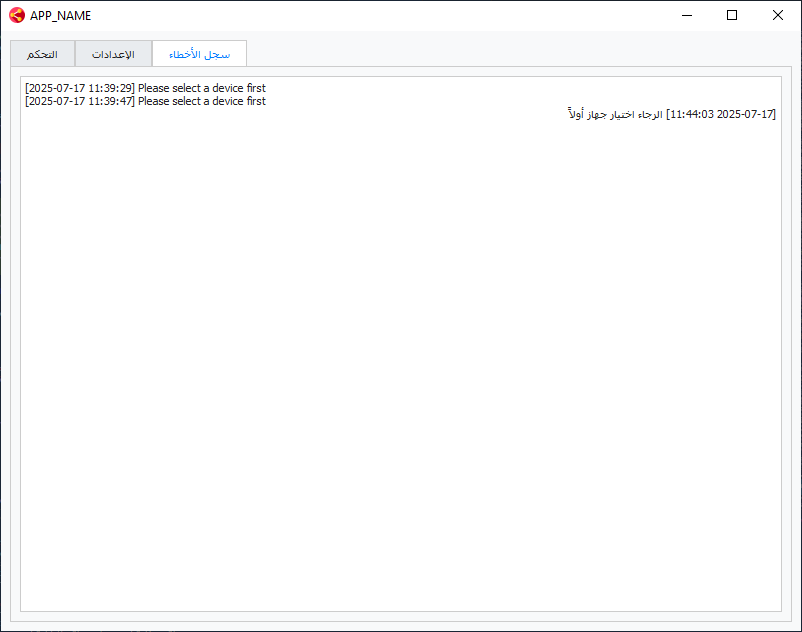 APP_NAME
التحكم
الإعدادات
سجل الأخطاء
[2025-07-17 11:39:29] Please select a device first
[2025-07-17 11:39:47] Please select a device first
[2025-07-17 11:44:03] الرجاء اختيار جهاز أولاً